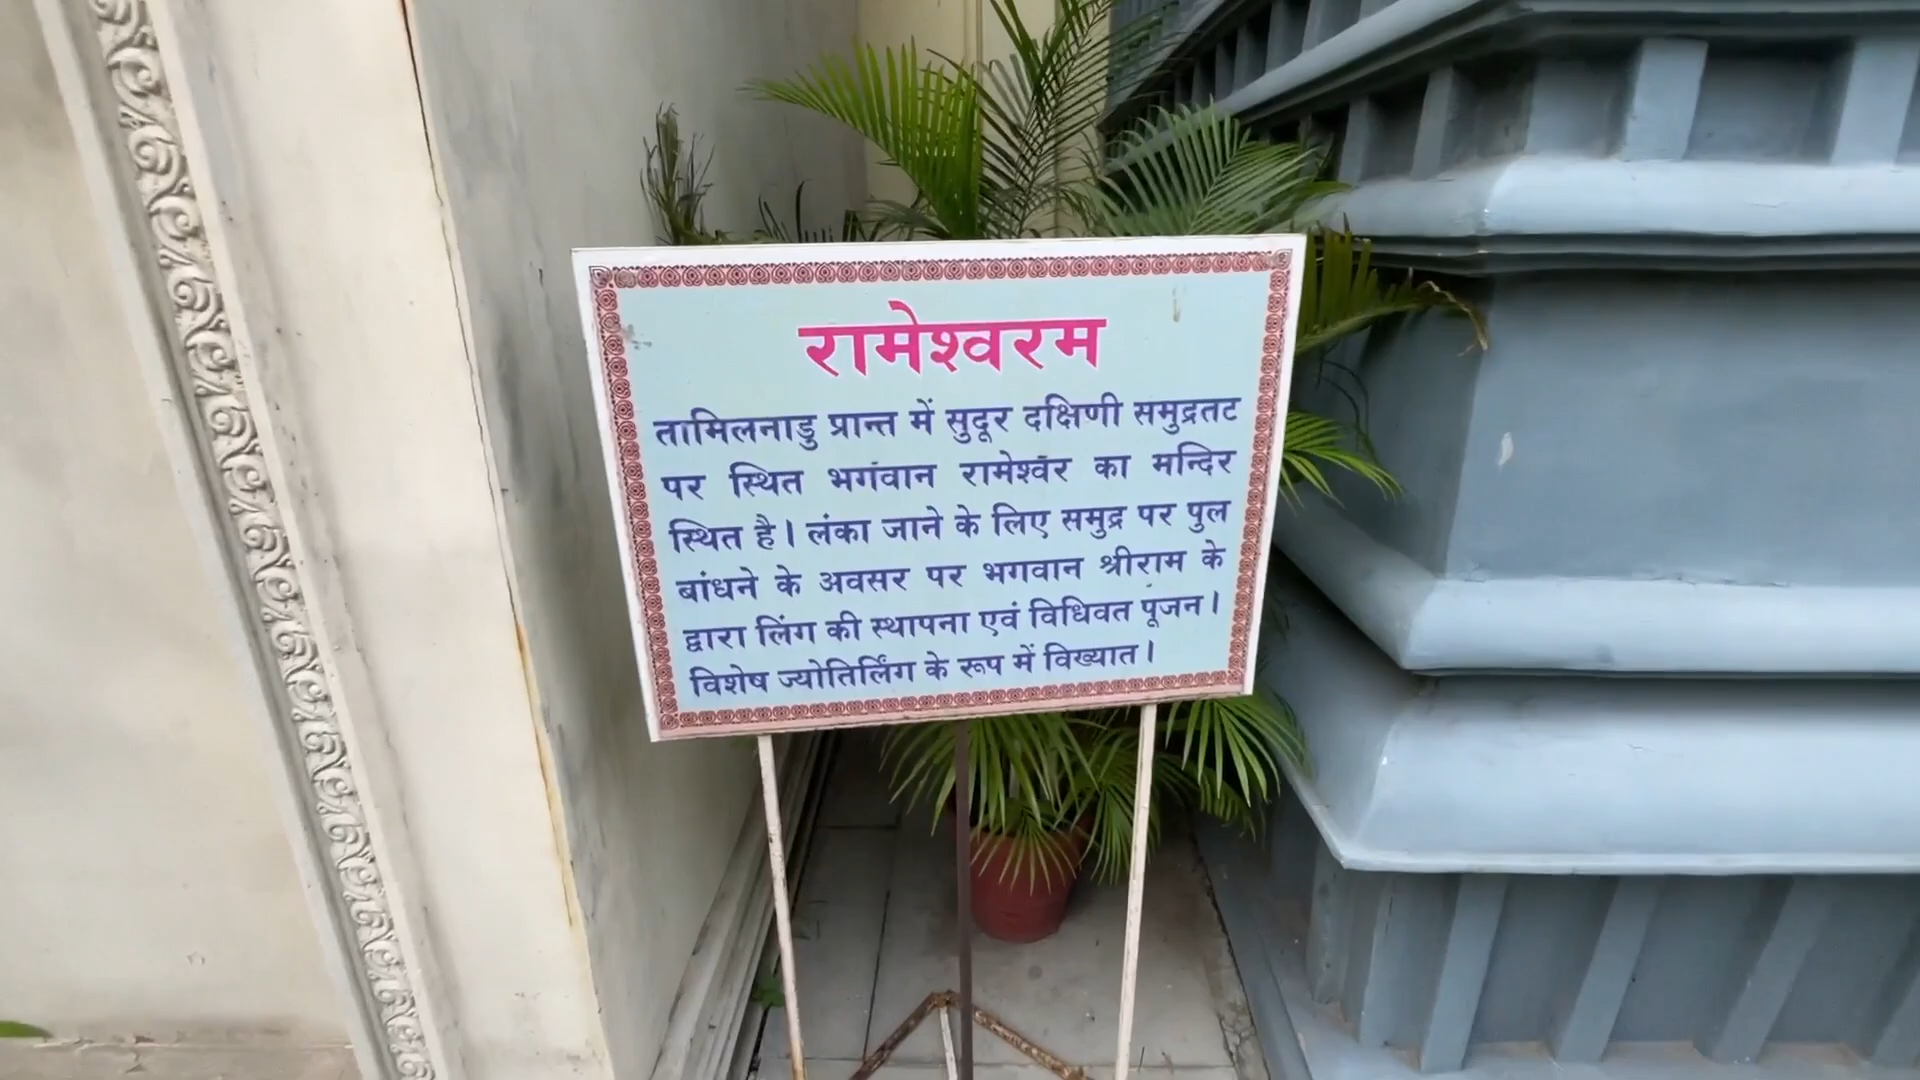 रामेश्वरम
तामिलनाडु प्रान्त में सुदूर दक्षिणी समुद्रतट
पर स्थित भगवान रामेश्वर का मन्दिर
स्थित है। लंका जाने के लिए समुद्र पर पुल
बांधने के अवसर पर भगवान श्रीराम के
द्वारा लिंग की स्थापना एवं विधिवत पूजन।
विशेष ज्योतिर्लिंग के रूप में विख्यात।